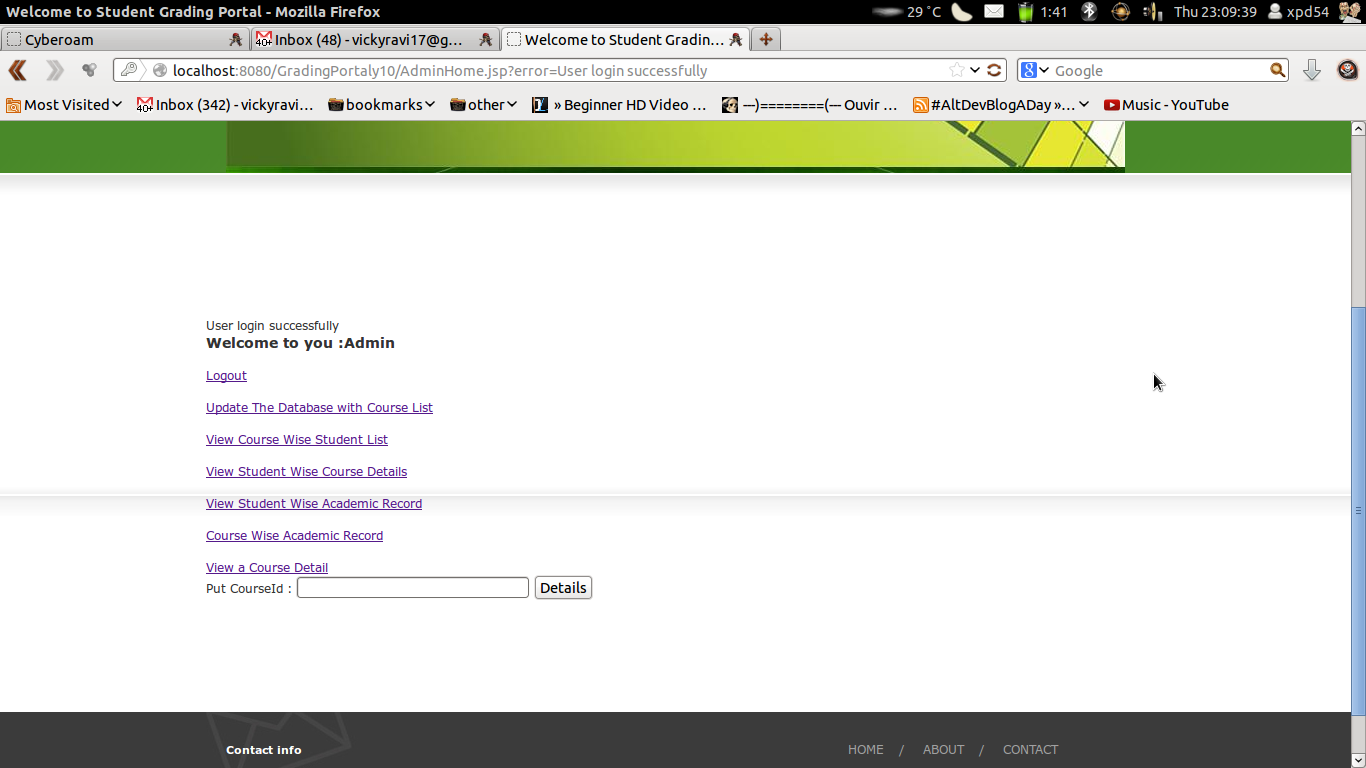 Welcome to Student Grading Portal - Mozilla Firefox
29 °C
1:41
Thu 23:09:39
xpd54
Cyberoam
40+
Inbox (48) - vickyravi17@g...
Welcome to Student Gradin...
localhost:8080/GradingPortaly10/AdminHome.jsp?error=User login successfully
8
Google
Most Visited
40+
Inbox (342) - vickyravi...
bookmarks
other
» Beginner HD Video ...
---)========(--- Ouvir ...
#AltDevBlogADay »...
Music - YouTube
User login successfully
Welcome to you :Admin
Logout
Update The Database with Course List
View Course Wise Student List
View Student Wise Course Details
View Student Wise Academic Record
Course Wise Academic Record
View a Course Detail
Put CourseId :
Details
Contact info
HOME / ABOUT / CONTACT